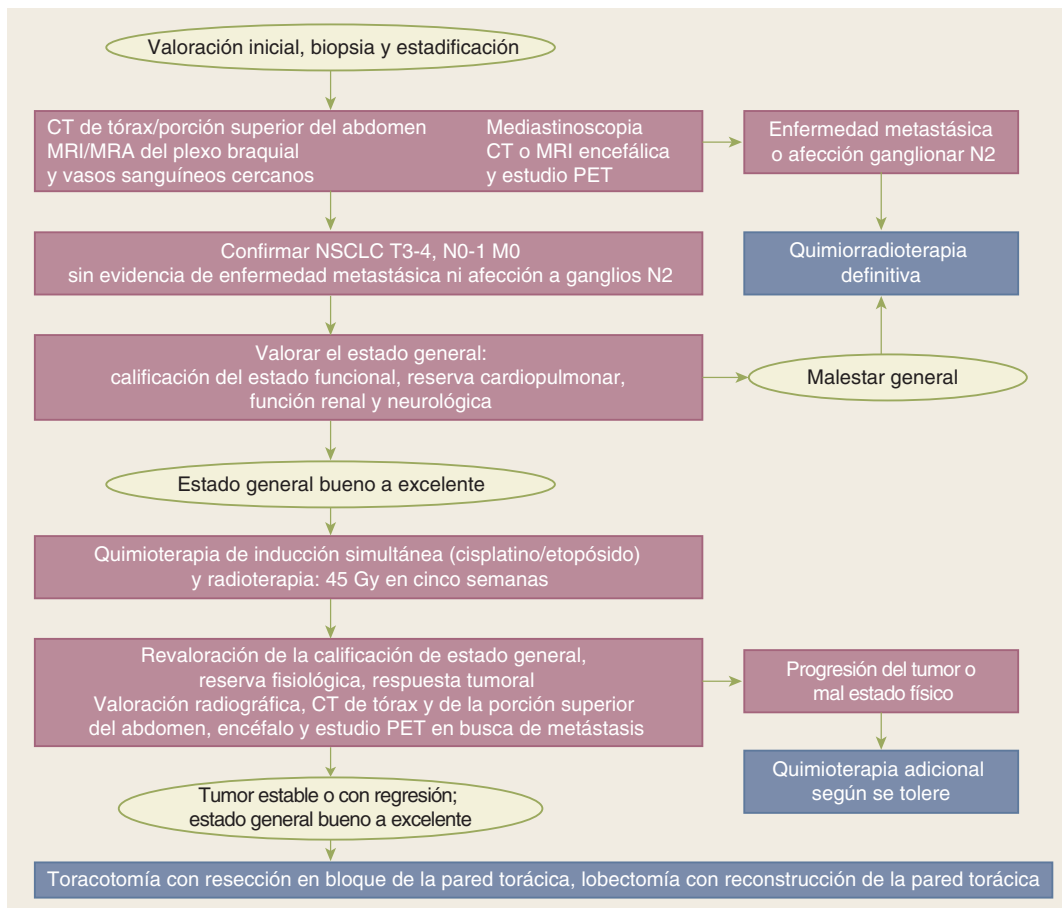 Valoración inicial, biopsia y estadificación
CT de tórax/porción superior del abdomen
MRI/MRA del plexo braquial
y vasos sanguíneos cercanos
Mediastinoscopia
CT o MRI encefálica
y estudio PET
Enfermedad metastásica
o afección ganglionar N2
Confirmar NSCLC T3-4, N0-1 M0
sin evidencia de enfermedad metastásica ni afección a ganglios N2
Quimiorradioterapia
definitiva
Valorar el estado general:
calificación del estado funcional, reserva cardiopulmonar,
función renal y neurológica
Malestar general
Estado general bueno a excelente
Quimioterapia de inducción simultánea (cisplatino/etopósido)
y radioterapia: 45 Gy en cinco semanas
Revaloración de la calificación de estado general,
reserva fisiológica, respuesta tumoral
Valoración radiográfica, CT de tórax y de la porción superior
del abdomen, encéfalo y estudio PET en busca de metástasis
Progresión del tumor o
mal estado físico
Quimioterapia adicional
según se tolere
Tumor estable o con regresión;
estado general bueno a excelente
Toracotomía con resección en bloque de la pared torácica, lobectomía con reconstrucción de la pared torácica